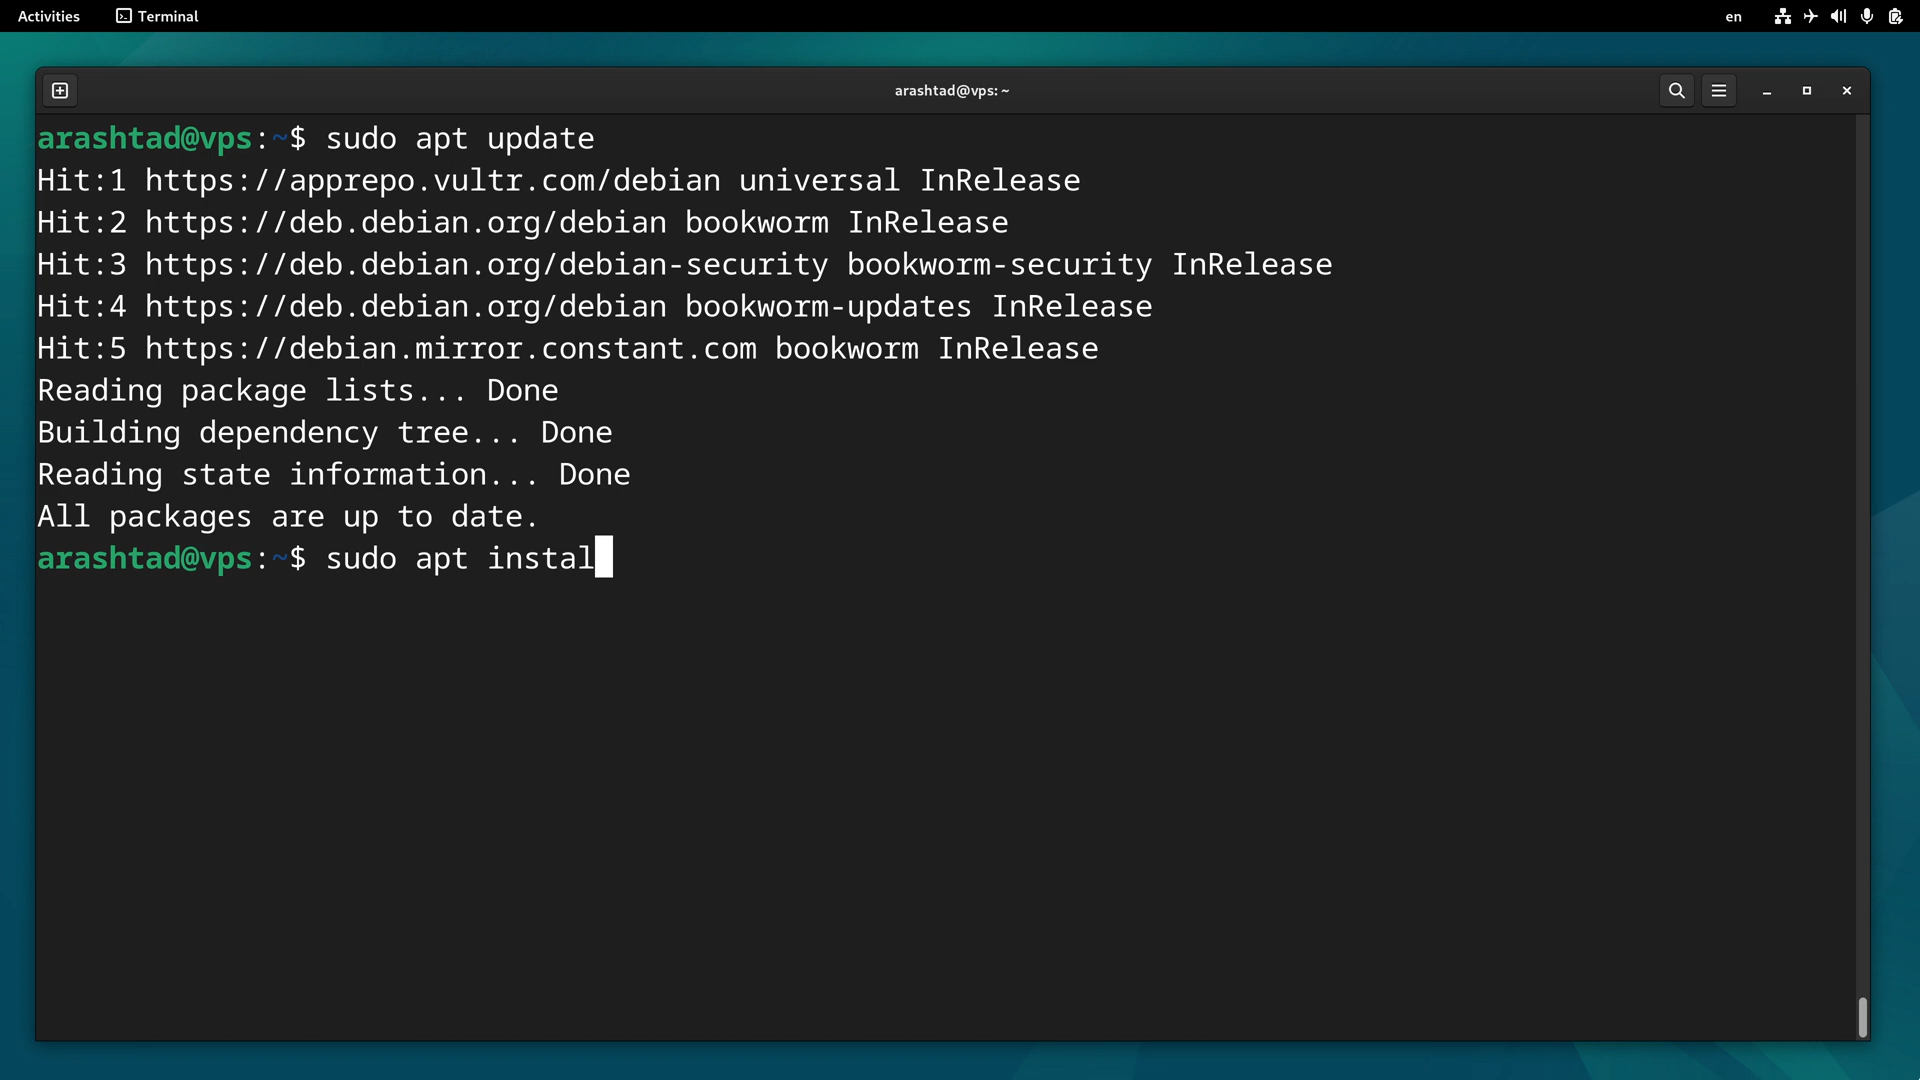 Activities Terminal en
arashtad@vps: ~
arashtad@vps:~$ sudo apt update
Hit:1 https://apprepo.vultr.com/debian universal InRelease
Hit:2 https://deb.debian.org/debian bookworm InRelease
Hit:3 https://deb.debian.org/debian-security bookworm-security InRelease
Hit:4 https://deb.debian.org/debian bookworm-updates InRelease
Hit:5 https://debian.mirror.constant.com bookworm InRelease
Reading package lists... Done
Building dependency tree... Done
Reading state information... Done
All packages are up to date.
arashtad@vps:~$ sudo apt instal